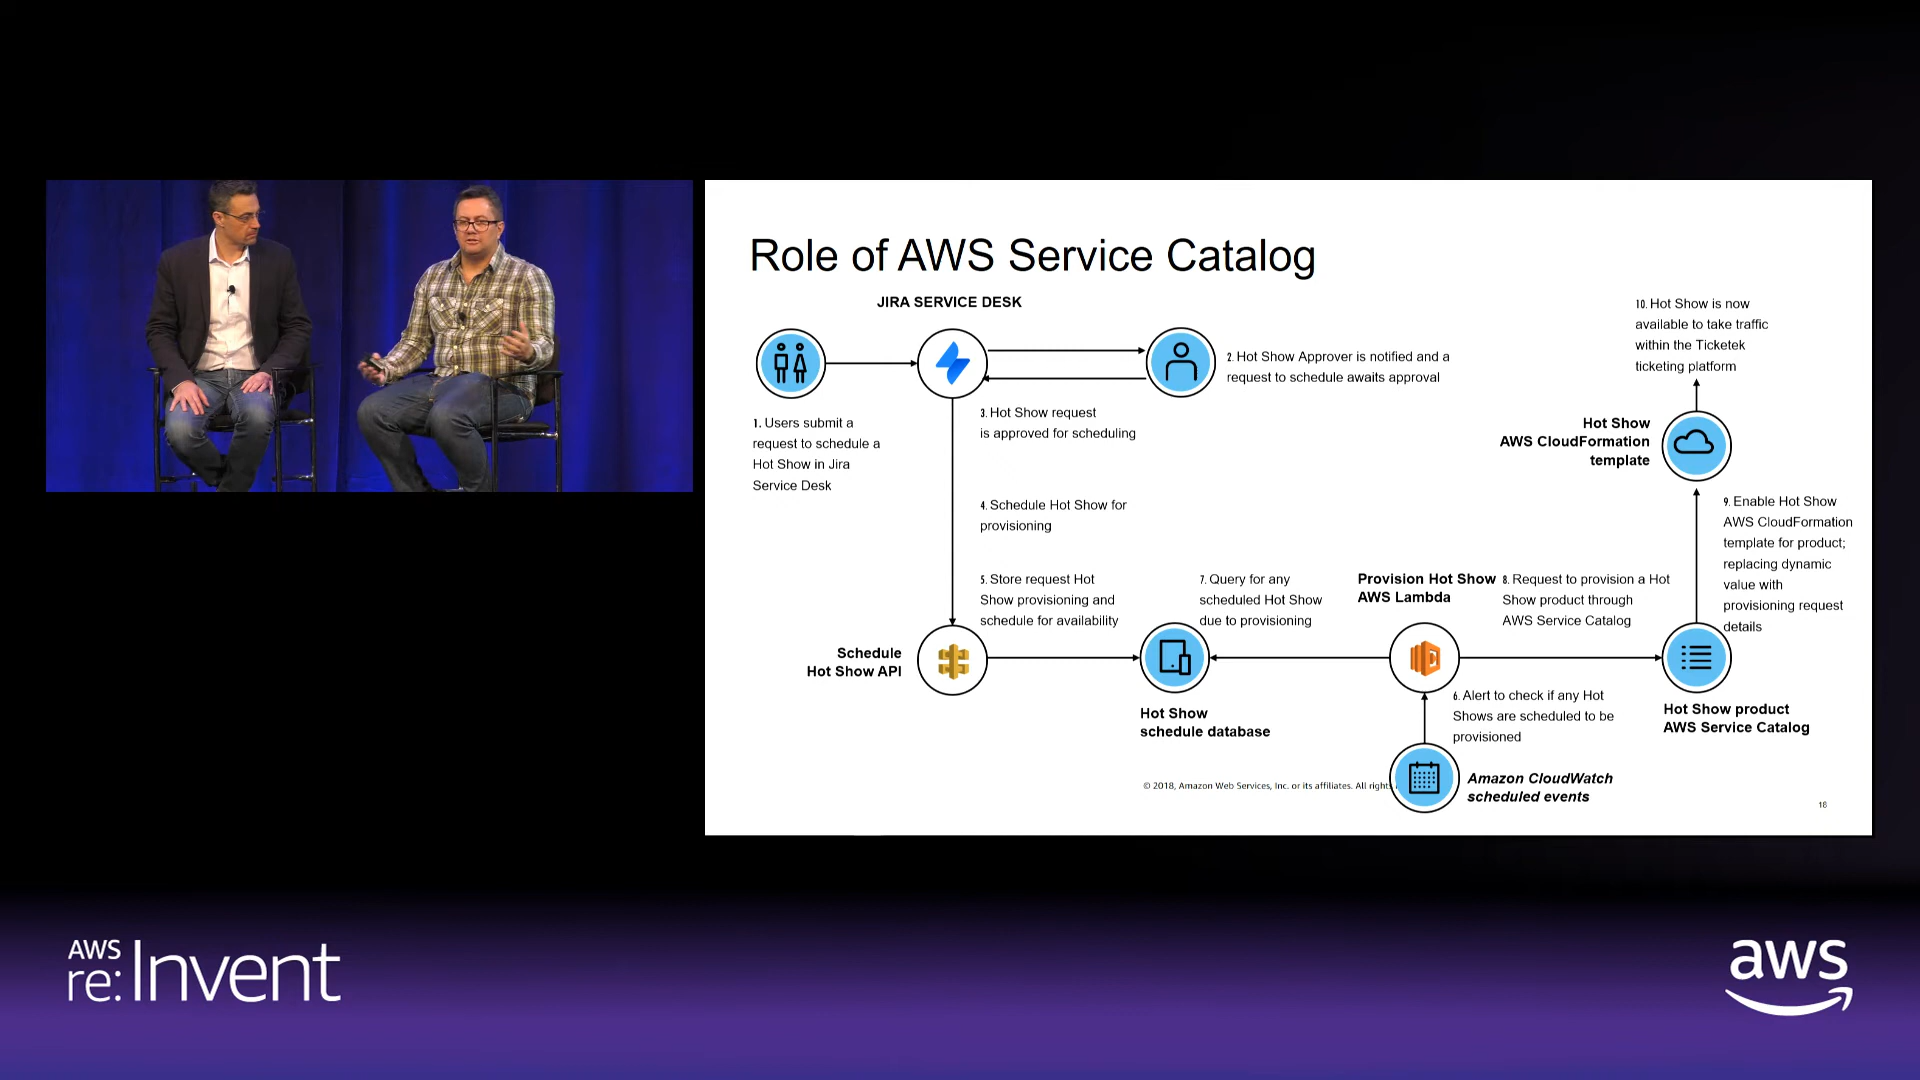 Role of AWS Service Catalog
JIRA SERVICE DESK
1. Users submit a
request to schedule a
Hot Show in Jira
Service Desk
2. Hot Show Approver is notified and a
request to schedule awaits approval
3. Hot Show request
is approved for scheduling
4. Schedule Hot Show for
provisioning
5. Store request Hot
Show provisioning and
schedule for availability
Schedule
Hot Show API
7. Query for any
scheduled Hot Show
due to provisioning
Hot Show
schedule database
Provision Hot Show
AWS Lambda
6. Alert to check if any Hot
Shows are scheduled to be
provisioned
Amazon CloudWatch
scheduled events
8. Request to provision a Hot
Show product through
AWS Service Catalog
Hot Show product
AWS Service Catalog
9. Enable Hot Show
AWS CloudFormation
template for product;
replacing dynamic
value with
provisioning request
details
Hot Show
AWS CloudFormation
template
10. Hot Show is now
available to take traffic
within the Ticketek
ticketing platform
© 2018, Amazon Web Services, Inc. or its affiliates. All rights
18
AWS
re:Invent
aws